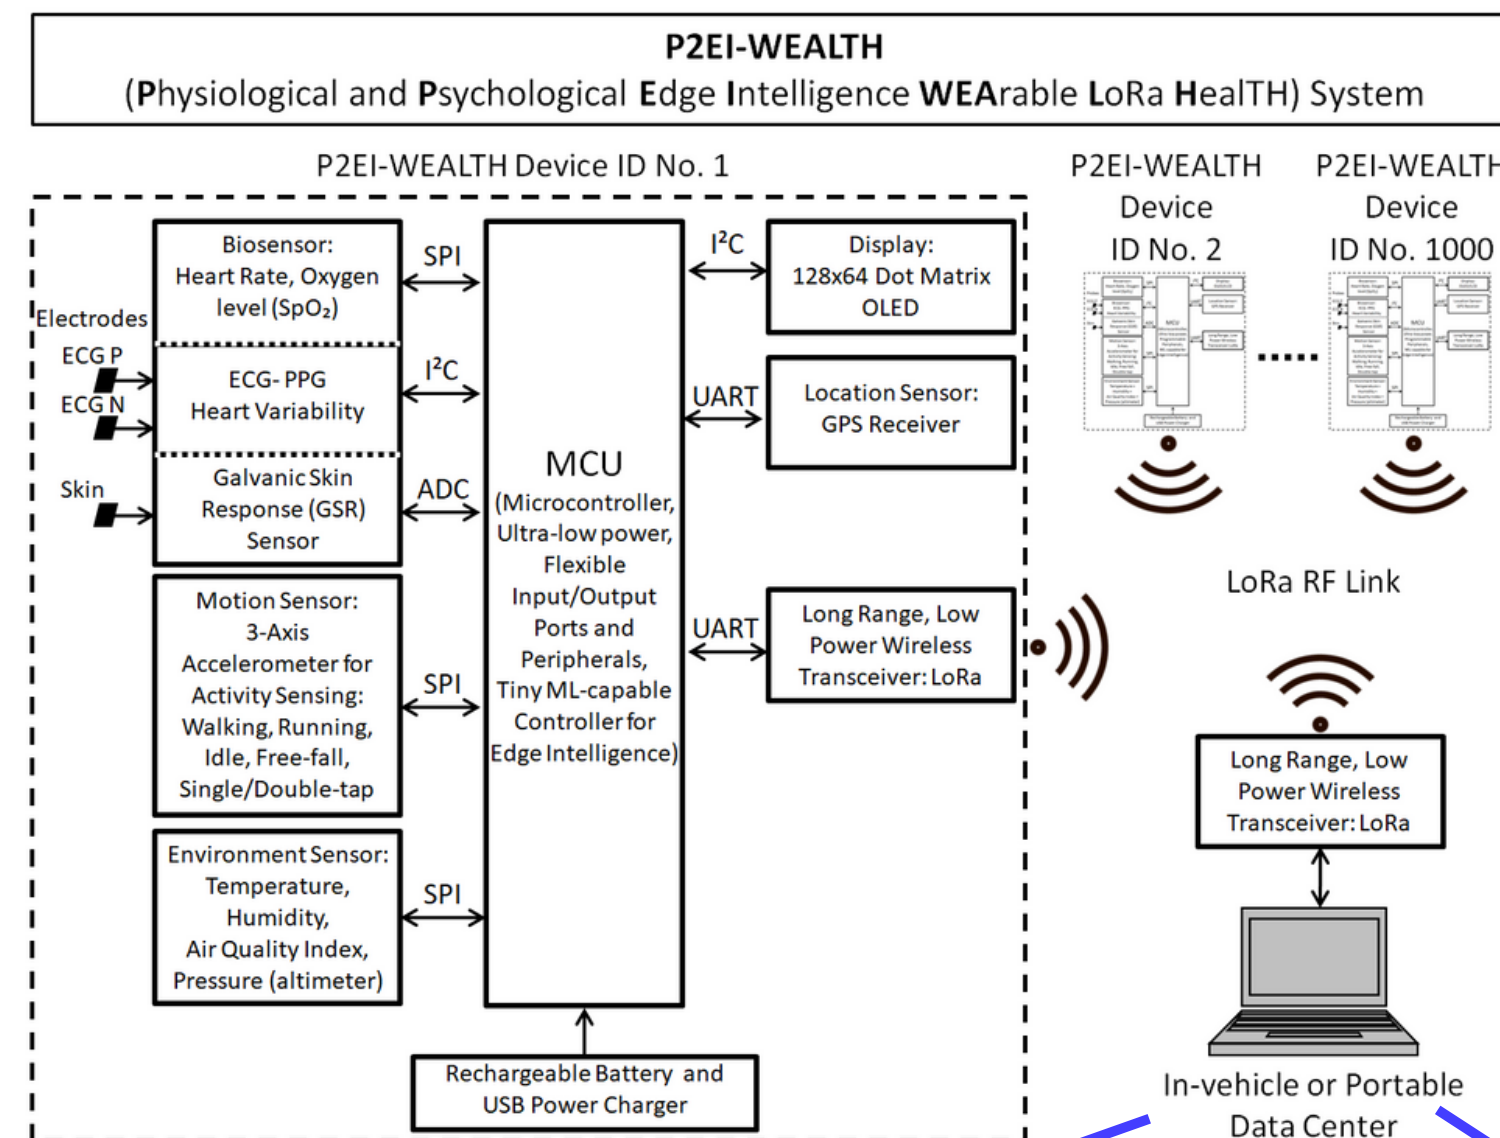 P2EI-WEALTH
(Physiological and Psychological Edge Intelligence WEArable LoRa HealTH) System
P2EI-WEALTH Device ID No. 1
P2EI-WEALTH
Device
ID No. 2
P2EI-WEALTH
Device
ID No. 1000
Electrodes
ECG P
ECG N
Skin
Biosensor:
Heart Rate, Oxygen
level (SpO₂)
ECG- PPG
Heart Variability
Galvanic Skin
Response (GSR)
Sensor
Motion Sensor:
3-Axis
Accelerometer for
Activity Sensing:
Walking, Running,
Idle, Free-fall,
Single/Double-tap
Environment Sensor:
Temperature,
Humidity,
Air Quality Index,
Pressure (altimeter)
SPI
I²C
ADC
SPI
SPI
MCU
(Microcontroller,
Ultra-low power,
Flexible
Input/Output
Ports and
Peripherals,
Tiny ML-capable
Controller for
Edge Intelligence)
Rechargeable Battery and
USB Power Charger
I²C
UART
UART
Display:
128x64 Dot Matrix
OLED
Location Sensor:
GPS Receiver
Long Range, Low
Power Wireless
Transceiver: LoRa
LoRa RF Link
Long Range, Low
Power Wireless
Transceiver: LoRa
In-vehicle or Portable
Data Center